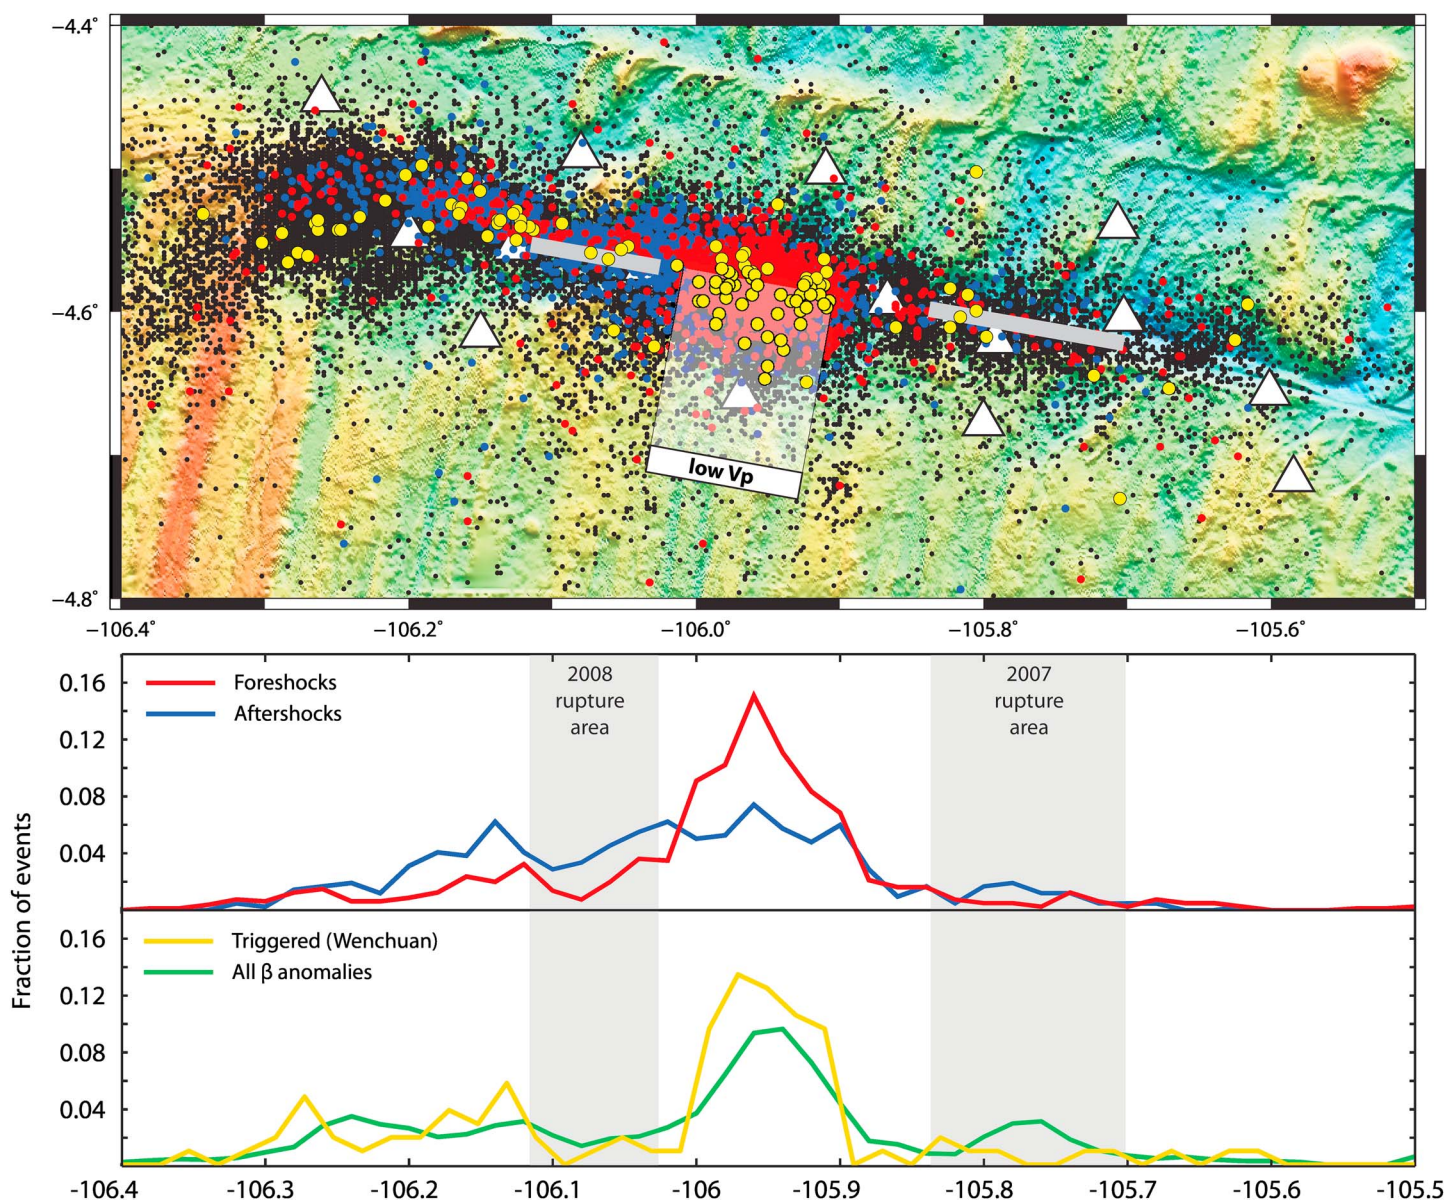 −4.4°
−4.6°
−4.8°
low Vp
−106.4° −106.2° −106.0° −105.8° −105.6°
Fraction of events
0.16
0.12
0.08
0.04
Foreshocks
Aftershocks
2008
rupture
area
2007
rupture
area
0.16
0.12
0.08
0.04
Triggered (Wenchuan)
All β anomalies
-106.4 -106.3 -106.2 -106.1 -106 -105.9 -105.8 -105.7 -105.6 -105.5